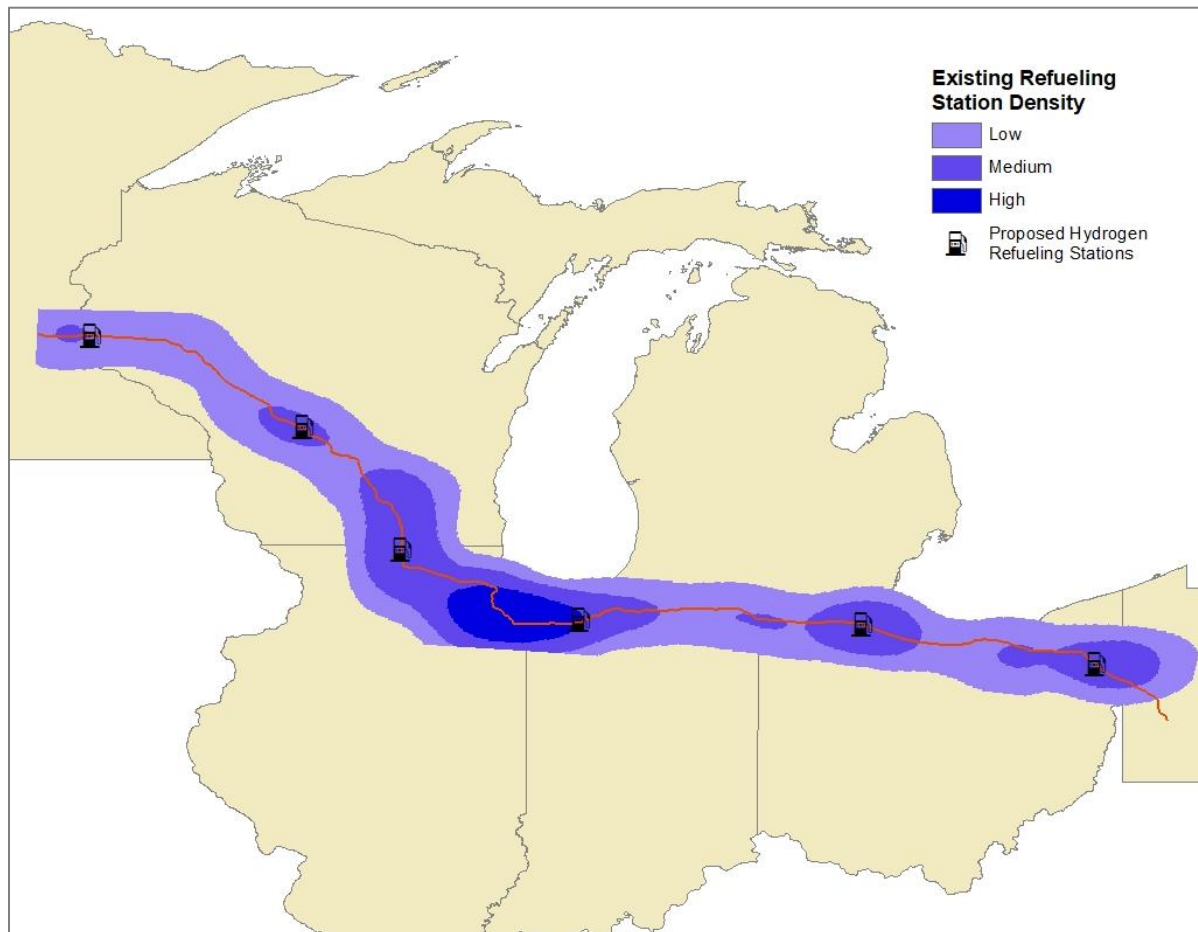 Existing Refueling
Station Density
Low
Medium
High
Proposed Hydrogen
Refueling Stations